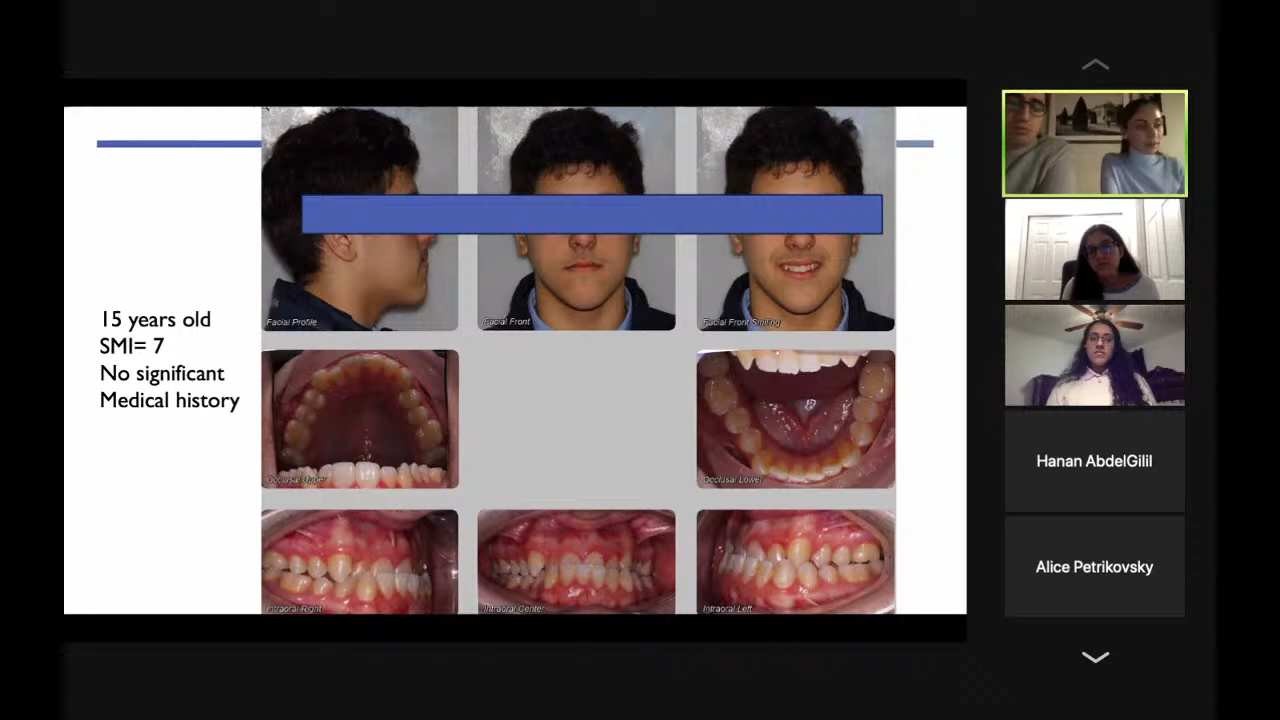 15 years old
SMI= 7
No significant
Medical history
Facial Profile
Facial Front
Facial Front Smiling
Occlusal Upper
Occlusal Lower
Intraoral Right
Intraoral Center
Intraoral Left
Hanan AbdelGilil
Alice Petrikovsky